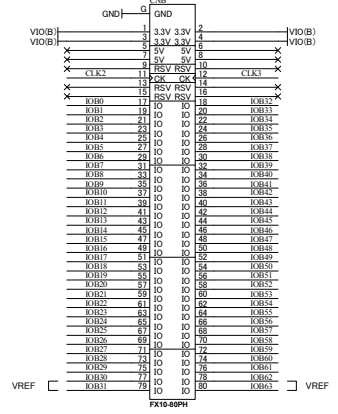 CNB
GND G GND
VIO(B) 1 3.3V 3.3V 2 VIO(B)
VIO(B) 3 3.3V 3.3V 4 VIO(B)
5 5V 5V 6
7 5V 5V 8
9 RSV RSV 10
CLK2 11 CK CK 12 CLK3
13 RSV RSV 14
15 RSV RSV 16
IOB0 17 IO IO 18 IOB32
IOB1 19 IO IO 20 IOB33
IOB2 21 IO IO 22 IOB34
IOB3 23 IO IO 24 IOB35
IOB4 25 IO IO 26 IOB36
IOB5 27 IO IO 28 IOB37
IOB6 29 IO IO 30 IOB38
IOB7 31 IO IO 32 IOB39
IOB8 33 IO IO 34 IOB40
IOB9 35 IO IO 36 IOB41
IOB10 37 IO IO 38 IOB42
IOB11 39 IO IO 40 IOB43
IOB12 41 IO IO 42 IOB44
IOB13 43 IO IO 44 IOB45
IOB14 45 IO IO 46 IOB46
IOB15 47 IO IO 48 IOB47
IOB16 49 IO IO 50 IOB48
IOB17 51 IO IO 52 IOB49
IOB18 53 IO IO 54 IOB50
IOB19 55 IO IO 56 IOB51
IOB20 57 IO IO 58 IOB52
IOB21 59 IO IO 60 IOB53
IOB22 61 IO IO 62 IOB54
IOB23 63 IO IO 64 IOB55
IOB24 65 IO IO 66 IOB56
IOB25 67 IO IO 68 IOB57
IOB26 69 IO IO 70 IOB58
IOB27 71 IO IO 72 IOB59
IOB28 73 IO IO 74 IOB60
IOB29 75 IO IO 76 IOB61
IOB30 77 IO IO 78 IOB62
VREF IOB31 79 IO IO 80 IOB63 VREF
FX10-80PH